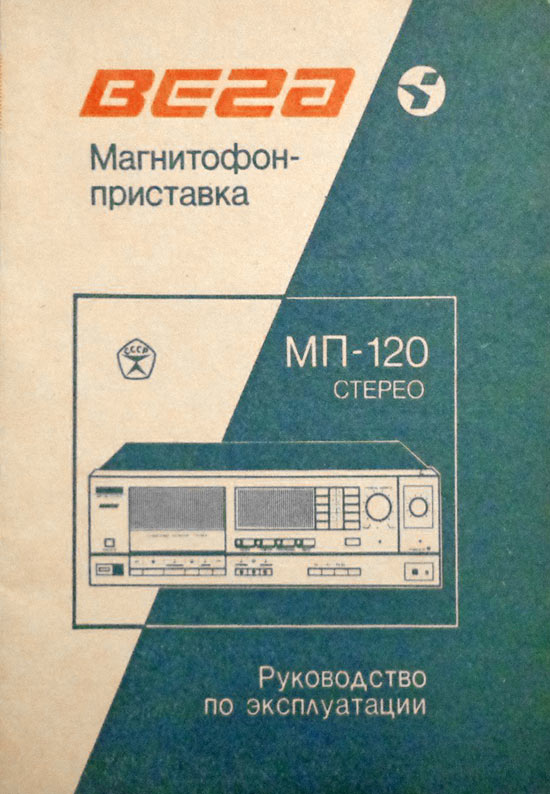 Вега
Магнитофон-
приставка
СССР
МП-120
СТЕРЕО
Руководство
по эксплуатации